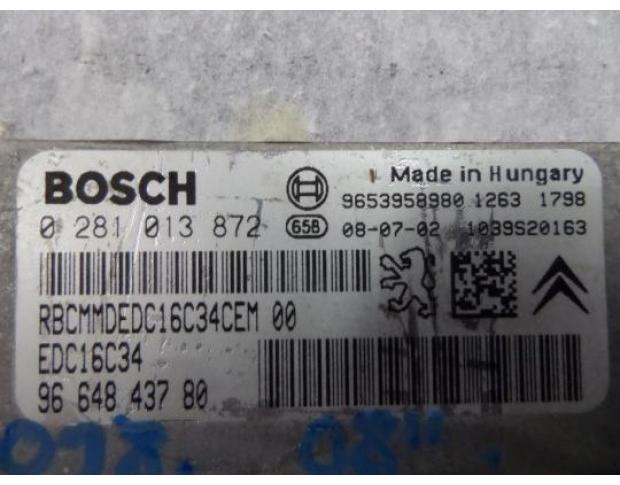 BOSCH
Made in Hungary
9653958980 1263 1798
0 281 013 872 658 08-07-02 1039S20163
RBCMMDEDC16C34CEM 00
EDC16C34
96 648 437 80
08".